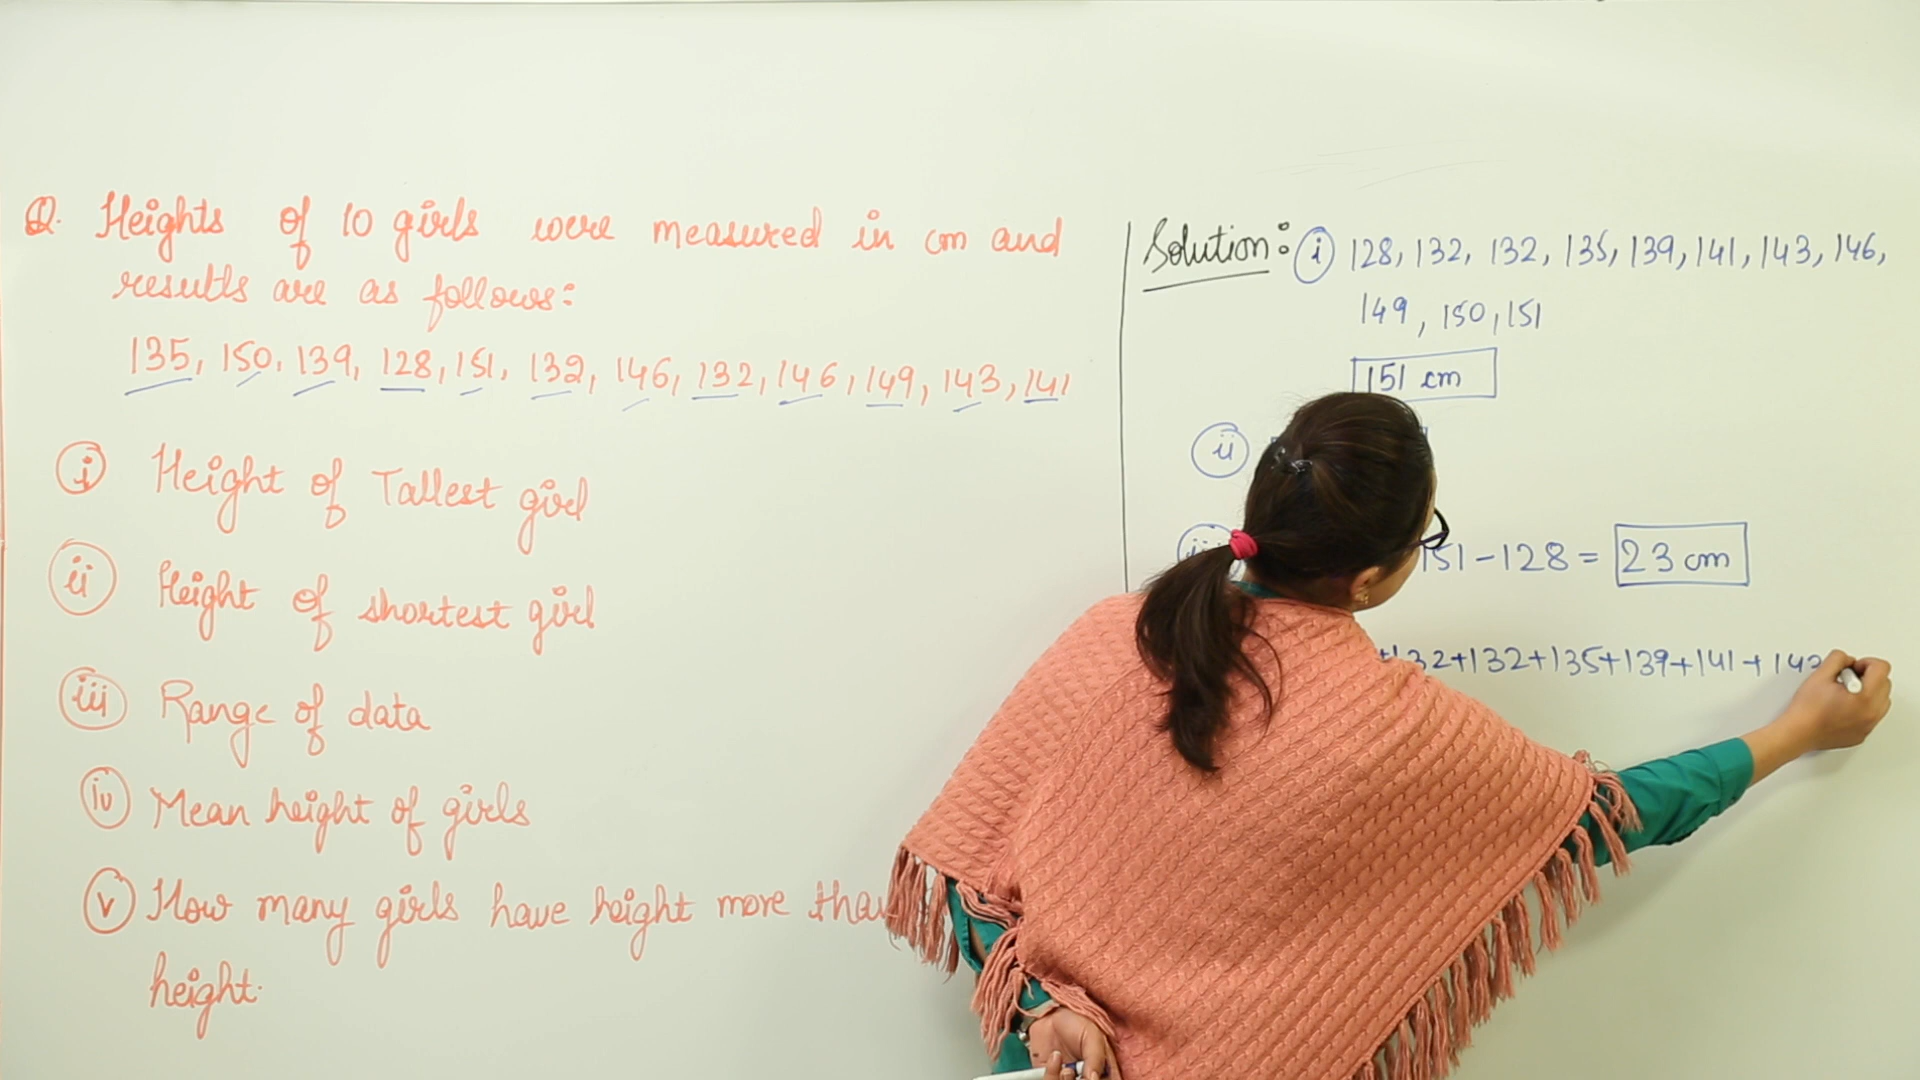 Q. Heights of 10 girls were measured in cm and
results are as follows:
135, 150, 139, 128, 151, 132, 146, 132, 146, 149, 143, 141
i Height of Tallest girl
ii Height of shortest girl
iii Range of data
iv Mean height of girls
v How many girls have height more than
height.
Solution: i 128, 132, 132, 135, 139, 141, 143, 146,
149, 150, 151
151 cm
ii
151-128 = 23 cm
+132+132+135+139+141+143